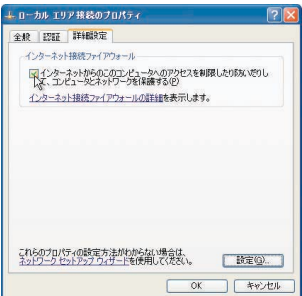 ローカル エリア接続のプロパティ
全般 認証 詳細設定
インターネット接続ファイアウォール
インターネットからのこのコンピュータへのアクセスを制限したり防いだりし
て、コンピュータとネットワークを保護する(P)
インターネット接続ファイアウォールの詳細を表示します。
これらのプロパティの設定方法がわからない場合は、
ネットワーク セットアップ ウィザードを使用してください。
設定(G)...
OK キャンセル